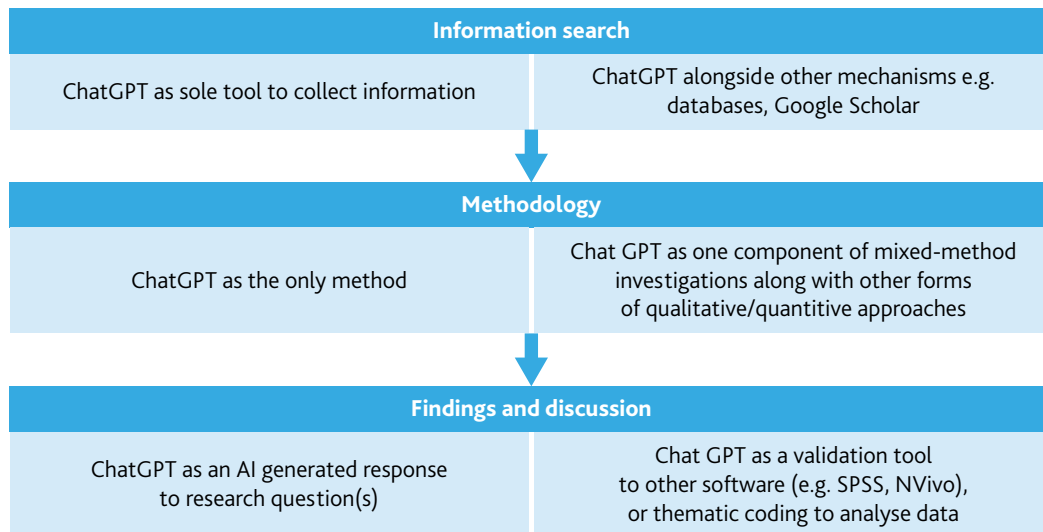 Information search
ChatGPT as sole tool to collect information
ChatGPT alongside other mechanisms e.g.
databases, Google Scholar
Methodology
ChatGPT as the only method
Chat GPT as one component of mixed-method
investigations along with other forms
of qualitative/quantitive approaches
Findings and discussion
ChatGPT as an AI generated response
to research question(s)
Chat GPT as a validation tool
to other software (e.g. SPSS, NVivo),
or thematic coding to analyse data